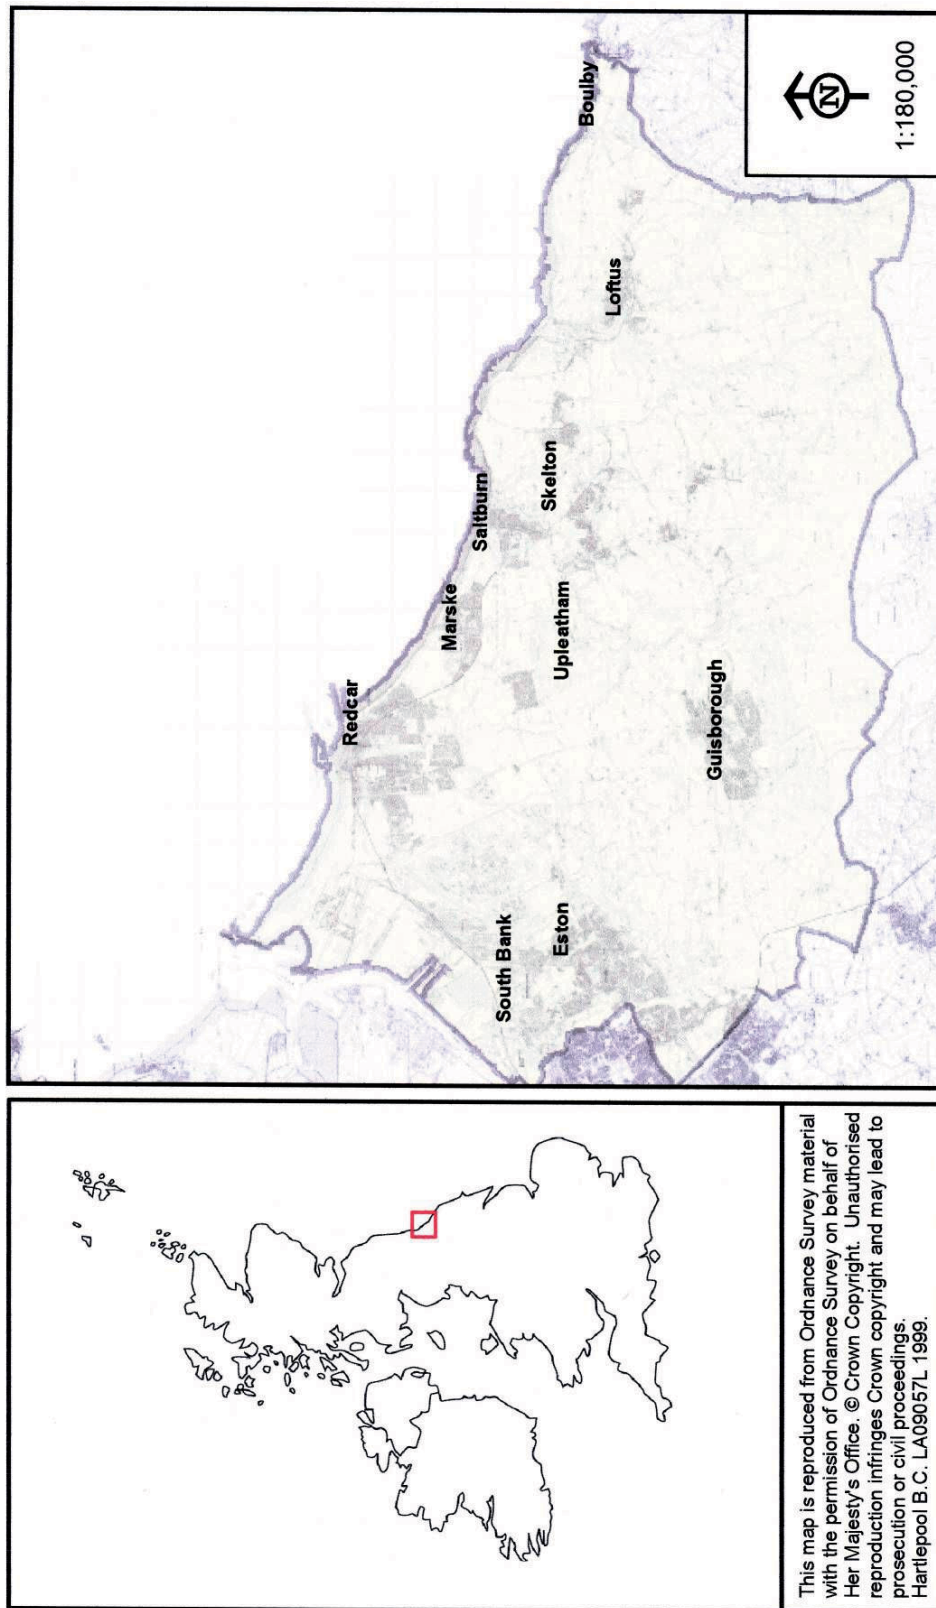 Redcar
Marske
Saltburn
Boulby
South Bank
Eston
Upleatham
Skelton
Loftus
Guisborough
N
1:180,000
This map is reproduced from Ordnance Survey material
with the permission of Ordnance Survey on behalf of
Her Majesty's Office. © Crown Copyright. Unauthorised
reproduction infringes Crown copyright and may lead to
prosecution or civil proceedings.
Hartlepool B.C. LA09057L 1999.